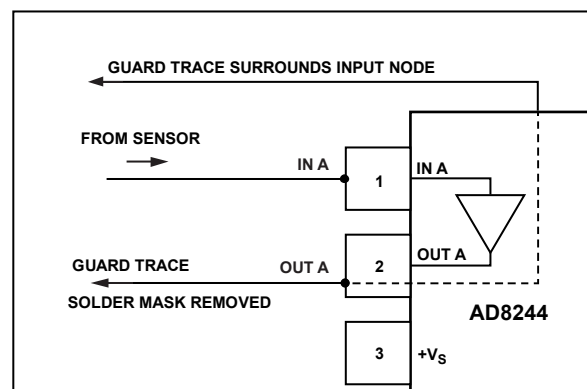 GUARD TRACE SURROUNDS INPUT NODE
FROM SENSOR
IN A
1
IN A
OUT A
2
OUT A
GUARD TRACE
SOLDER MASK REMOVED
AD8244
3
+VS